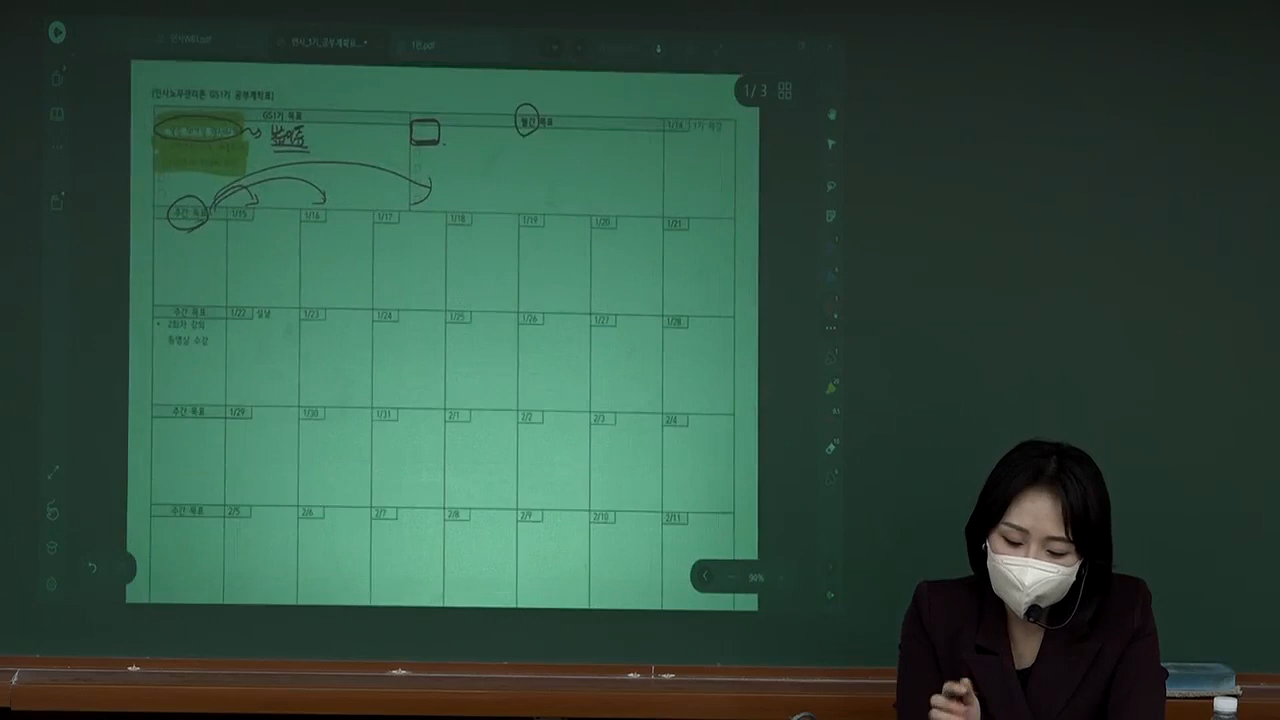 1편.pdf
1/ 3
[인사노무관리론 GS1기 공부계획표]
GS1기 목표
월간 목표
1/14
주간 목표
1/15
1/16
1/17
1/18
1/19
1/20
1/21
주간 목표
1/22
설날
1/23
1/24
1/25
1/26
1/27
1/28
• 2회차 강의
동영상 수강
주간 목표
1/29
1/30
1/31
2/1
2/2
2/3
2/4
주간 목표
2/5
2/6
2/7
2/8
2/9
2/10
2/11